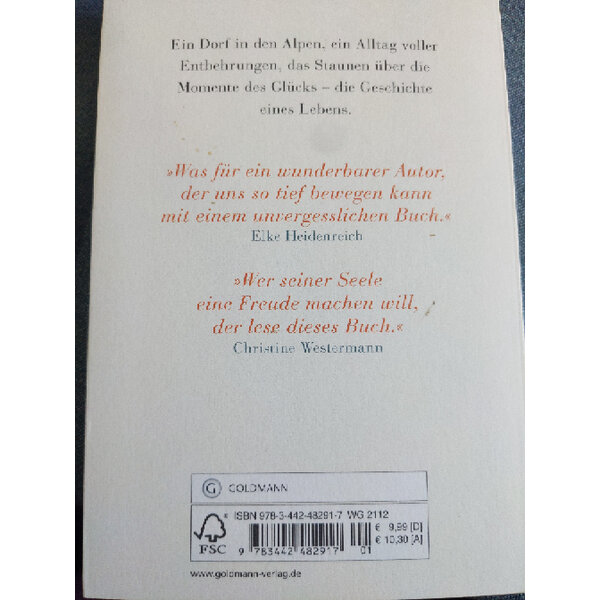 Ein Dorf in den Alpen, ein Alltag voller
Entbehrungen, das Staunen über die
Momente des Glücks – die Geschichte
eines Lebens.
»Was für ein wunderbarer Autor,
der uns so tief bewegen kann
mit einem unvergesslichen Buch.«
Elke Heidenreich
»Wer seiner Seele
eine Freude machen will,
der lese dieses Buch.«
Christine Westermann
G GOLDMANN
ISBN 978-3-442-48291-7 WG 2112
€ 9,99 [D]
€ 10,30 [A]
FSC
9 783442 482917
01
www.goldmann-verlag.de